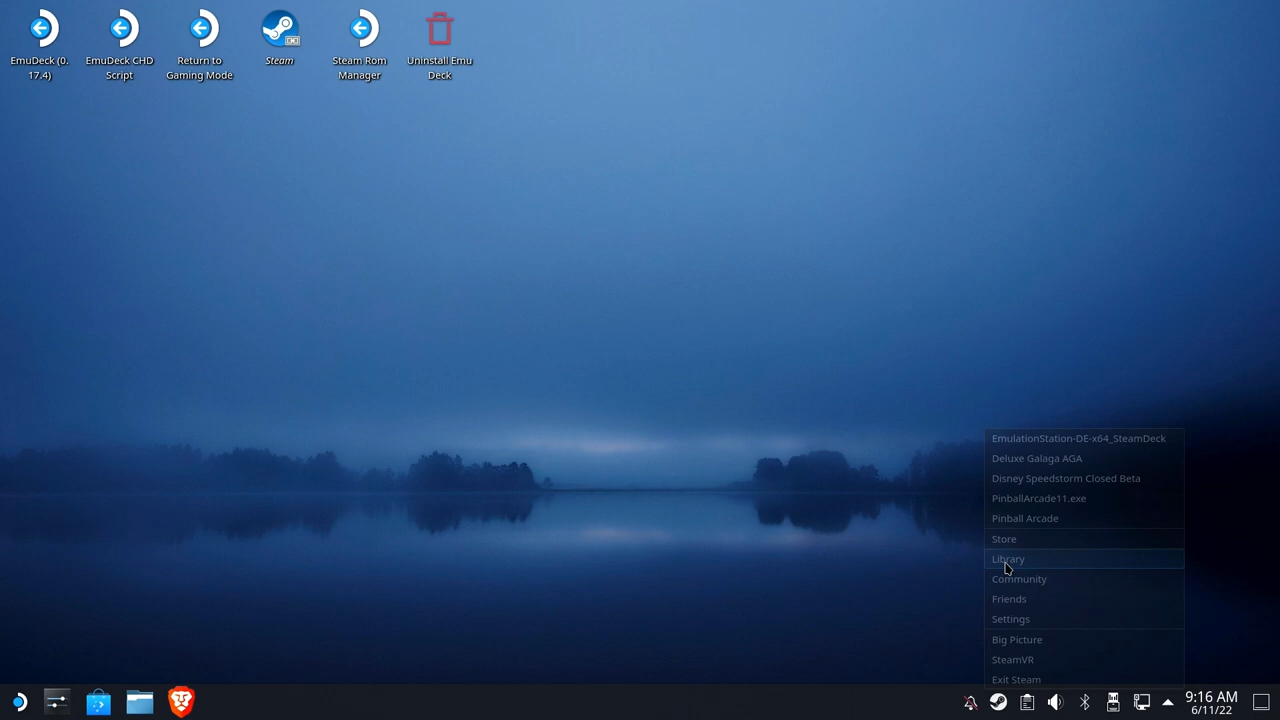 EmuDeck (0.
17.4)
EmuDeck CHD
Script
Return to
Gaming Mode
Steam
Steam Rom
Manager
Uninstall Emu
Deck
EmulationStation-DE-x64_SteamDeck
Deluxe Galaga AGA
Disney Speedstorm Closed Beta
PinballArcade11.exe
Pinball Arcade
Store
Library
Community
Friends
Settings
Big Picture
SteamVR
Exit Steam
9:16 AM
6/11/22